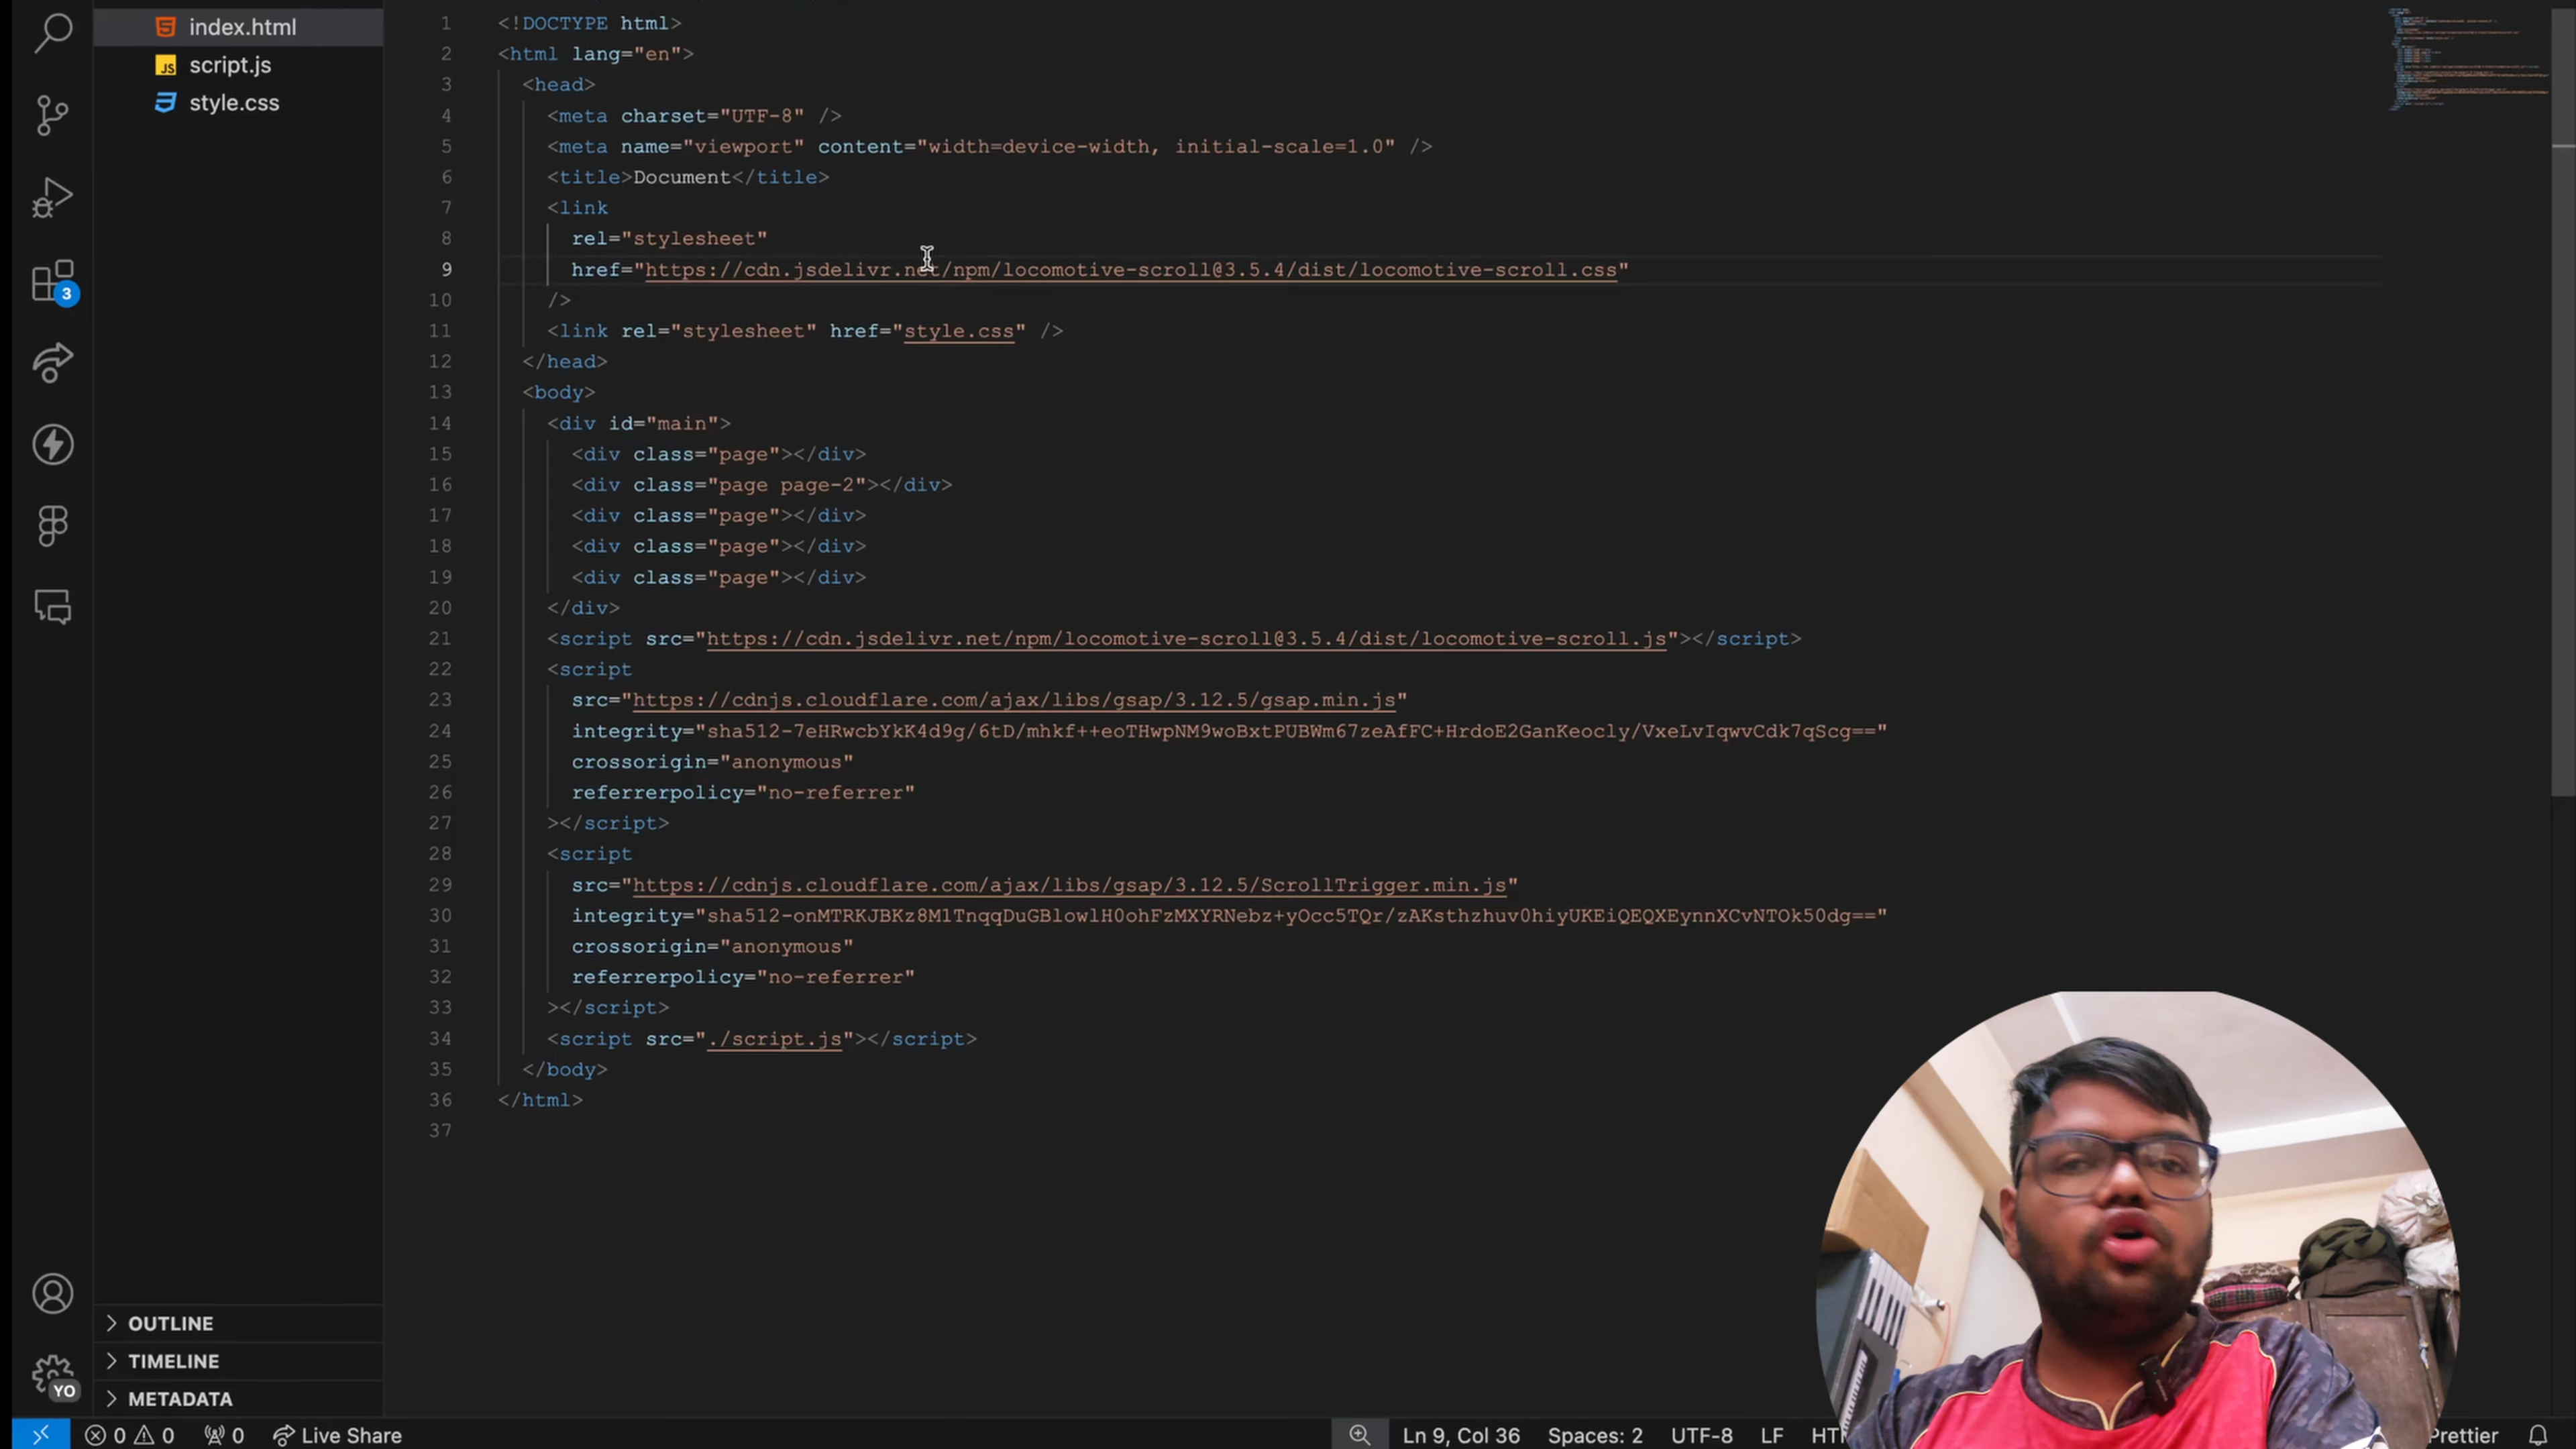 index.html
script.js
style.css
3
OUTLINE
TIMELINE
METADATA
YO
1 <!DOCTYPE html>
2 <html lang="en">
3 <head>
4 <meta charset="UTF-8" />
5 <meta name="viewport" content="width=device-width, initial-scale=1.0" />
6 <title>Document</title>
7 <link
8 rel="stylesheet"
9 href="https://cdn.jsdelivr.net/npm/locomotive-scroll@3.5.4/dist/locomotive-scroll.css"
10 />
11 <link rel="stylesheet" href="style.css" />
12 </head>
13 <body>
14 <div id="main">
15 <div class="page"></div>
16 <div class="page page-2"></div>
17 <div class="page"></div>
18 <div class="page"></div>
19 <div class="page"></div>
20 </div>
21 <script src="https://cdn.jsdelivr.net/npm/locomotive-scroll@3.5.4/dist/locomotive-scroll.js"></script>
22 <script
23 src="https://cdnjs.cloudflare.com/ajax/libs/gsap/3.12.5/gsap.min.js"
24 integrity="sha512-7eHRwcbYkK4d9g/6tD/mhkf++eoTHwpNM9woBxtPUBWm67zeAfFC+HrdoE2GanKeocly/VxeLvIqwvCdk7qScg=="
25 crossorigin="anonymous"
26 referrerpolicy="no-referrer"
27 ></script>
28 <script
29 src="https://cdnjs.cloudflare.com/ajax/libs/gsap/3.12.5/ScrollTrigger.min.js"
30 integrity="sha512-onMTRKJBKz8M1TnqqDuGBlowlH0ohFzMXYRNebz+yOcc5TQr/zAKsthzhuv0hiyUKEiQEQXEynnXCvNTOk50dg=="
31 crossorigin="anonymous"
32 referrerpolicy="no-referrer"
33 ></script>
34 <script src="./script.js"></script>
35 </body>
36 </html>
37
0 0 0 Live Share Ln 9, Col 36 Spaces: 2 UTF-8 LF Prettier